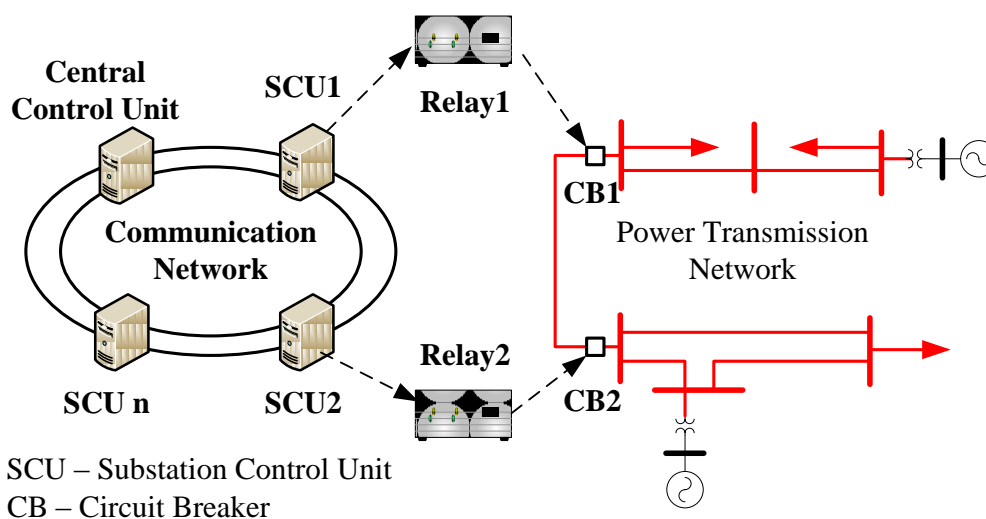 Central
Control Unit
SCU1
Relay1
CB1
Communication
Network
Power Transmission
Network
SCU n
SCU2
Relay2
CB2
SCU – Substation Control Unit
CB – Circuit Breaker